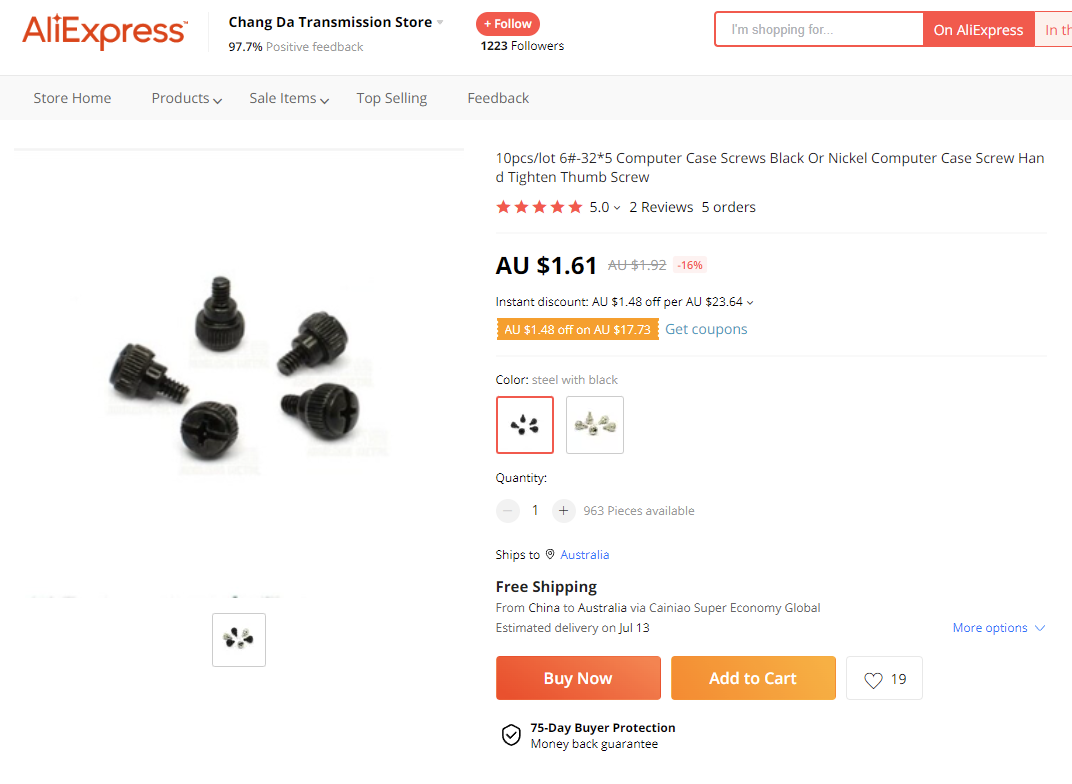 AliExpress™
Chang Da Transmission Store
97.7% Positive feedback
+ Follow
1223 Followers
I'm shopping for...
On AliExpress
In th
Store Home
Products
Sale Items
Top Selling
Feedback
10pcs/lot 6#-32*5 Computer Case Screws Black Or Nickel Computer Case Screw Han
d Tighten Thumb Screw
5.0 2 Reviews 5 orders
AU $1.61 AU $1.92 -16%
Instant discount: AU $1.48 off per AU $23.64
AU $1.48 off on AU $17.73 Get coupons
Color: steel with black
Quantity:
1 + 963 Pieces available
Ships to Australia
Free Shipping
From China to Australia via Cainiao Super Economy Global
Estimated delivery on Jul 13
More options
Buy Now
Add to Cart
19
75-Day Buyer Protection
Money back guarantee